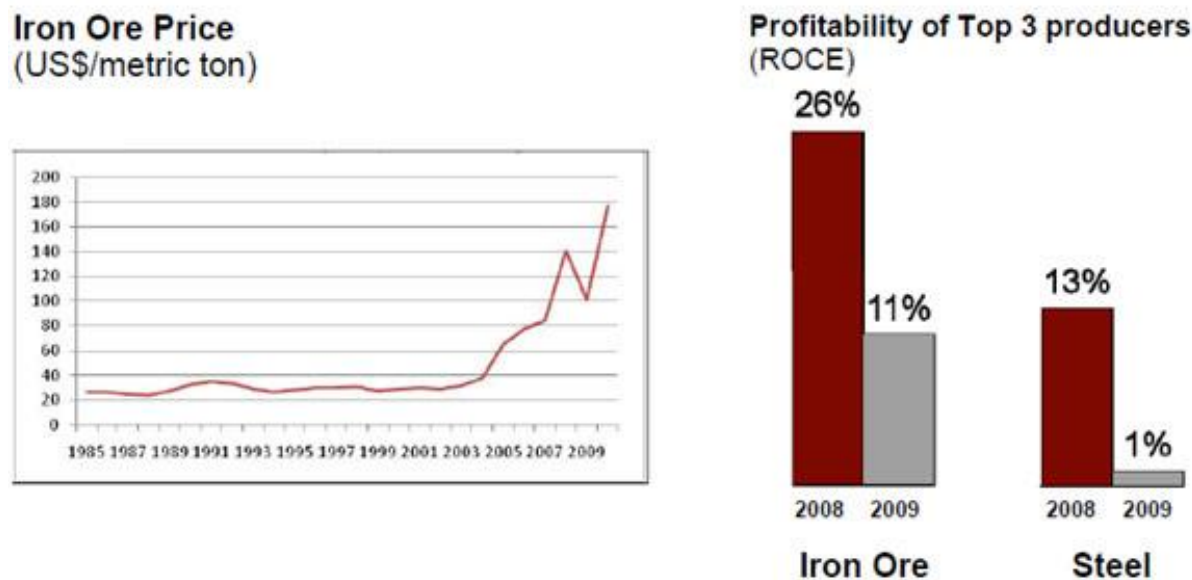 Iron Ore Price
(US$/metric ton)
200
180
160
140
120
100
80
60
40
20
0
1985 1987 1989 1991 1993 1995 1997 1999 2001 2003 2005 2007 2009
Profitability of Top 3 producers
(ROCE)
26%
11%
13%
1%
2008 2009 2008 2009
Iron Ore Steel